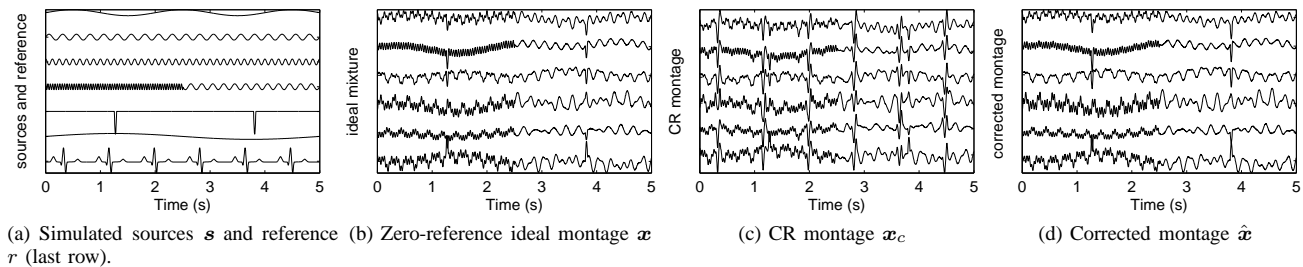 sources and reference
0 1 2 3 4 5
Time (s)
ideal mixture
0 1 2 3 4 5
Time (s)
CR montage
0 1 2 3 4 5
Time (s)
corrected montage
0 1 2 3 4 5
Time (s)
(a) Simulated sources s and reference
r (last row).
(b) Zero-reference ideal montage x
(c) CR montage x_c
(d) Corrected montage x̂